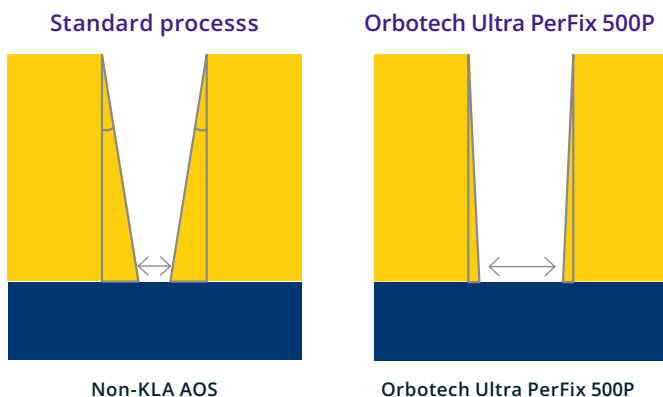 Standard processs
Orbotech Ultra PerFix 500P
Non-KLA AOS
Orbotech Ultra PerFix 500P